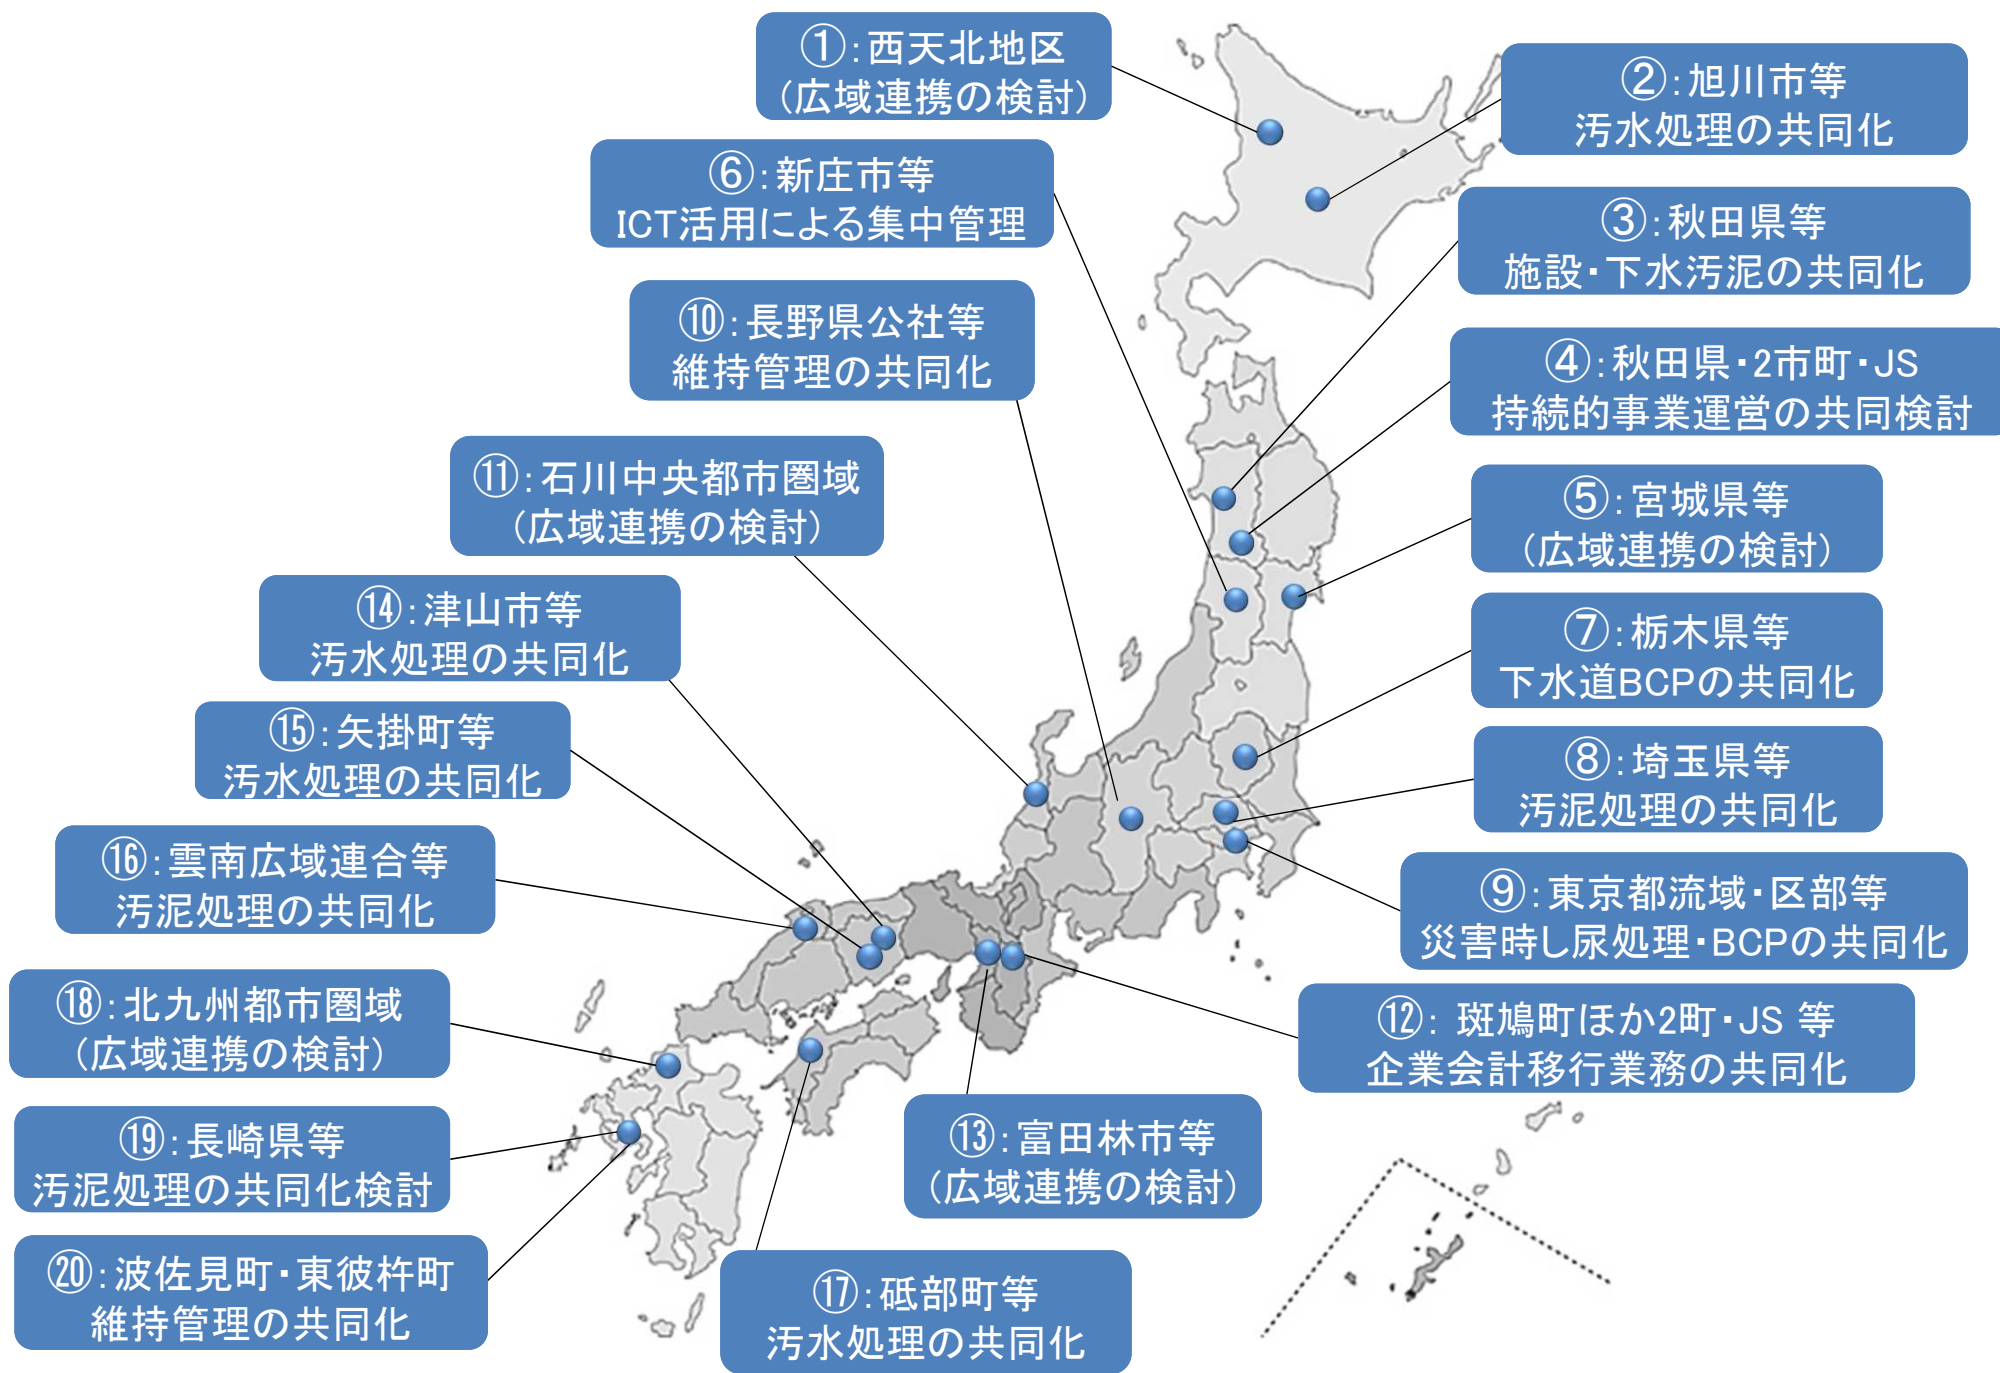 ①:西天北地区
(広域連携の検討)
②:旭川市等
汚水処理の共同化
③:秋田県等
施設・下水汚泥の共同化
④:秋田県・2市町・JS
持続的事業運営の共同検討
⑤:宮城県等
(広域連携の検討)
⑥:新庄市等
ICT活用による集中管理
⑦:栃木県等
下水道BCPの共同化
⑧:埼玉県等
汚泥処理の共同化
⑨:東京都流域・区部等
災害時し尿処理・BCPの共同化
⑩:長野県公社等
維持管理の共同化
⑪:石川中央都市圏域
(広域連携の検討)
⑫: 斑鳩町ほか2町・JS 等
企業会計移行業務の共同化
⑬:富田林市等
(広域連携の検討)
⑭:津山市等
汚水処理の共同化
⑮:矢掛町等
汚水処理の共同化
⑯:雲南広域連合等
汚泥処理の共同化
⑰:砥部町等
汚水処理の共同化
⑱:北九州都市圏域
(広域連携の検討)
⑲:長崎県等
汚泥処理の共同化検討
⑳:波佐見町・東彼杵町
維持管理の共同化